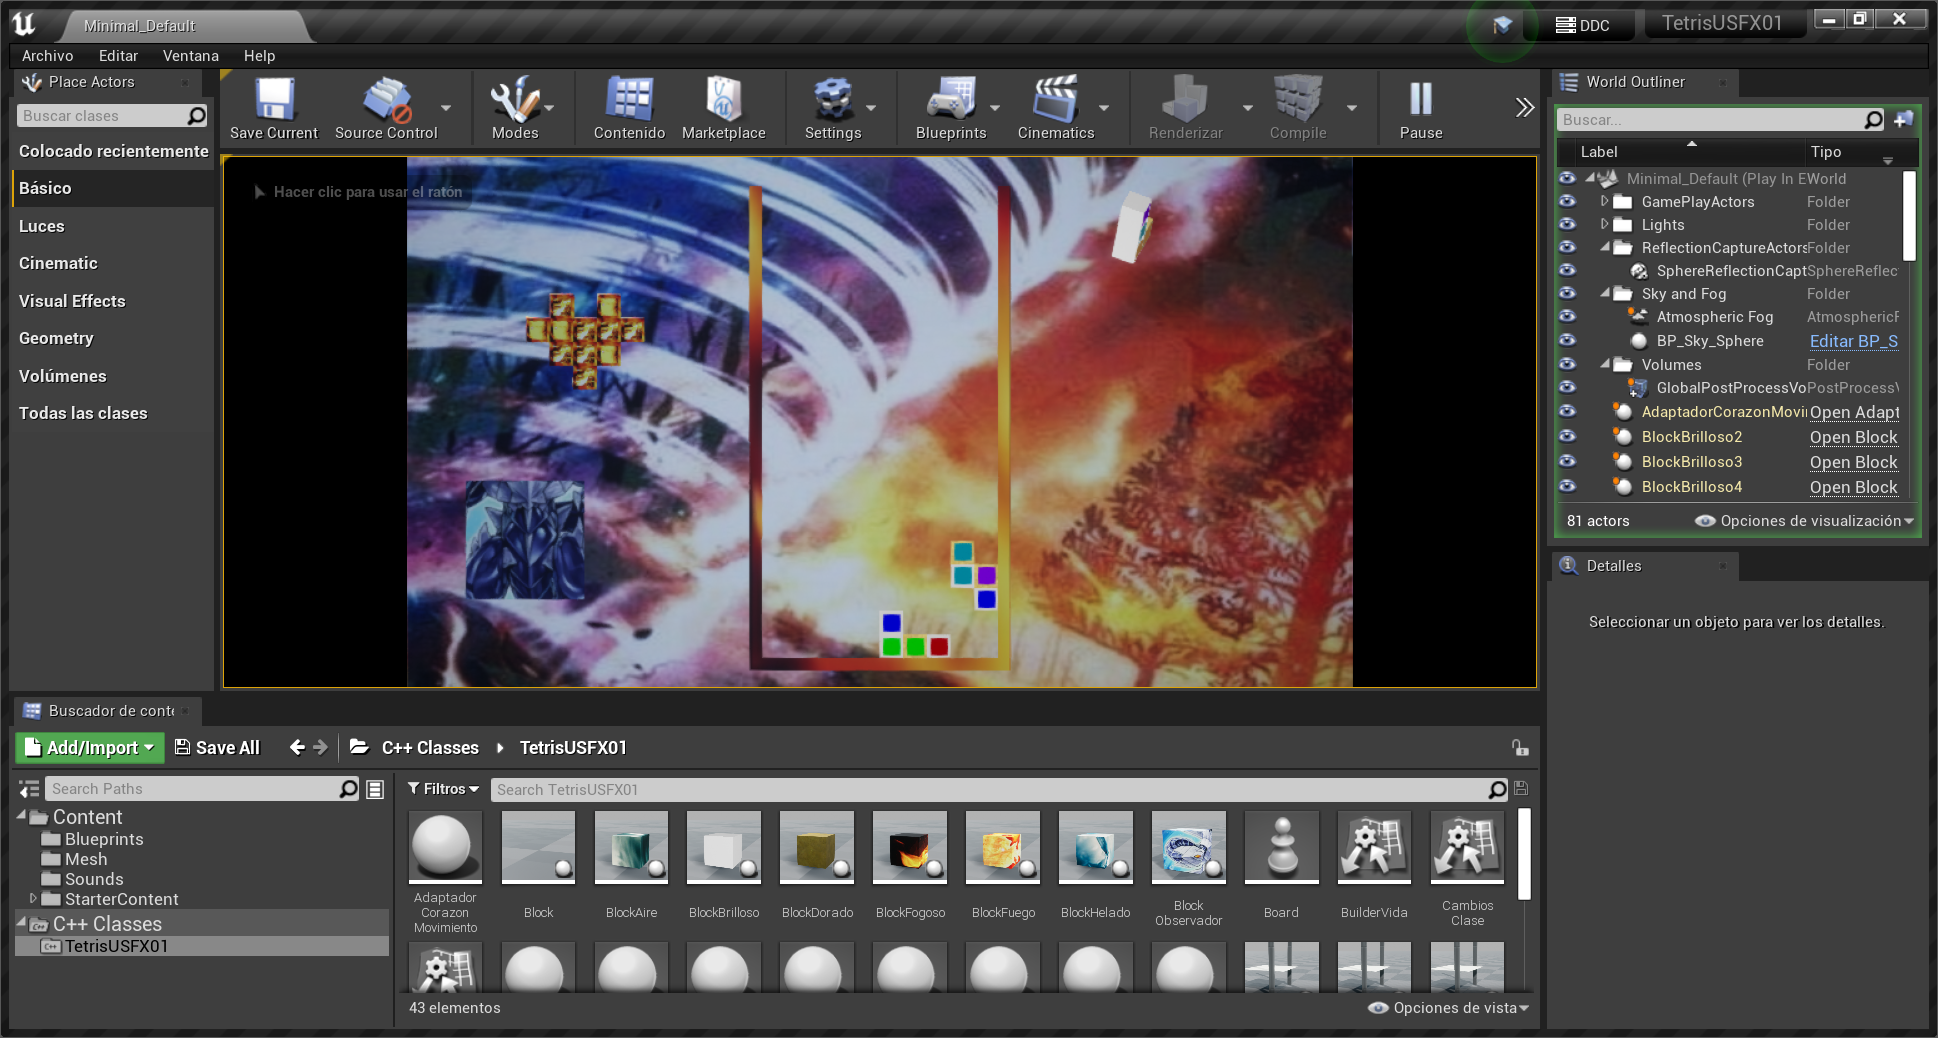 Minimal_Default
DDC
TetrisUSFX01
Archivo
Editar
Ventana
Help
Place Actors
Buscar clases
Colocado recientemente
Básico
Luces
Cinematic
Visual Effects
Geometry
Volúmenes
Todas las clases
Save Current
Source Control
Modes
Contenido
Marketplace
Settings
Blueprints
Cinematics
Renderizar
Compile
Pause
Hacer clic para usar el ratón
World Outliner
Buscar...
Label
Tipo
Minimal_Default (Play In E World
GamePlayActors Folder
Lights Folder
ReflectionCaptureActors Folder
SphereReflectionCapt SphereReflec
Sky and Fog Folder
Atmospheric Fog AtmosphericF
BP_Sky_Sphere Editar BP_S
Volumes Folder
GlobalPostProcessVo PostProcessV
AdaptadorCorazonMovi Open Adapt
BlockBrilloso2 Open Block
BlockBrilloso3 Open Block
BlockBrilloso4 Open Block
81 actors
Opciones de visualización
Detalles
Seleccionar un objeto para ver los detalles.
Buscador de conte
Add/Import
Save All
C++ Classes
TetrisUSFX01
Search Paths
Content
Blueprints
Mesh
Sounds
StarterContent
C++ Classes
TetrisUSFX01
Filtros
Search TetrisUSFX01
Adaptador
Corazon
Movimiento
Block
BlockAire
BlockBrilloso
BlockDorado
BlockFogoso
BlockFuego
BlockHelado
Block
Observador
Board
BuilderVida
Cambios
Clase
43 elementos
Opciones de vista